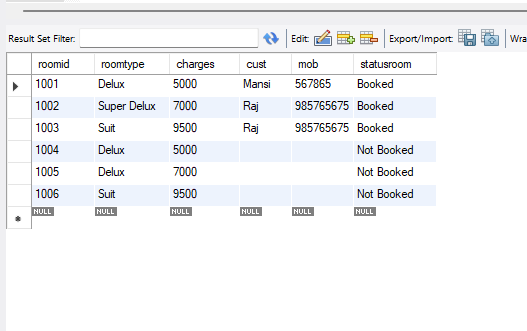 Result Set Filter: Edit: Export/Import: Wra
roomid roomtype charges cust mob statusroom
1001 Delux 5000 Mansi 567865 Booked
1002 Super Delux 7000 Raj 985765675 Booked
1003 Suit 9500 Raj 985765675 Booked
1004 Delux 5000 Not Booked
1005 Delux 7000 Not Booked
1006 Suit 9500 Not Booked
NULL NULL NULL NULL NULL NULL